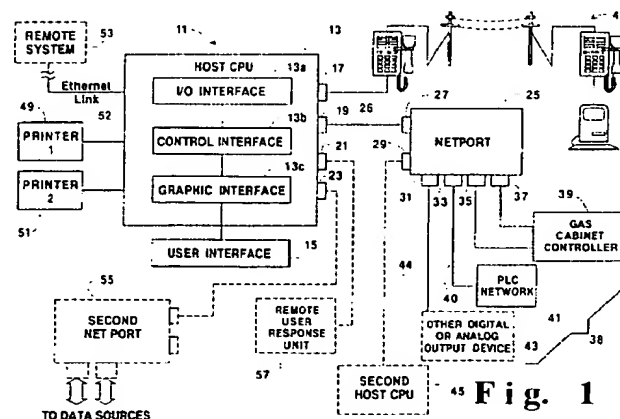 REMOTE SYSTEM
53
11
13
4
HOST CPU
13a
17
I/O INTERFACE
Ethernet Link
52
49
PRINTER 1
13b
CONTROL INTERFACE
19
26
27
25
NETPORT
21
29
13c
GRAPHIC INTERFACE
23
PRINTER 2
51
31
33
35
37
39
GAS CABINET CONTROLLER
USER INTERFACE
15
55
SECOND NET PORT
44
40
PLC NETWORK
41
38
REMOTE USER RESPONSE UNIT
57
OTHER DIGITAL OR ANALOG OUTPUT DEVICE
43
SECOND HOST CPU
45
TO DATA SOURCES
Fig. 1